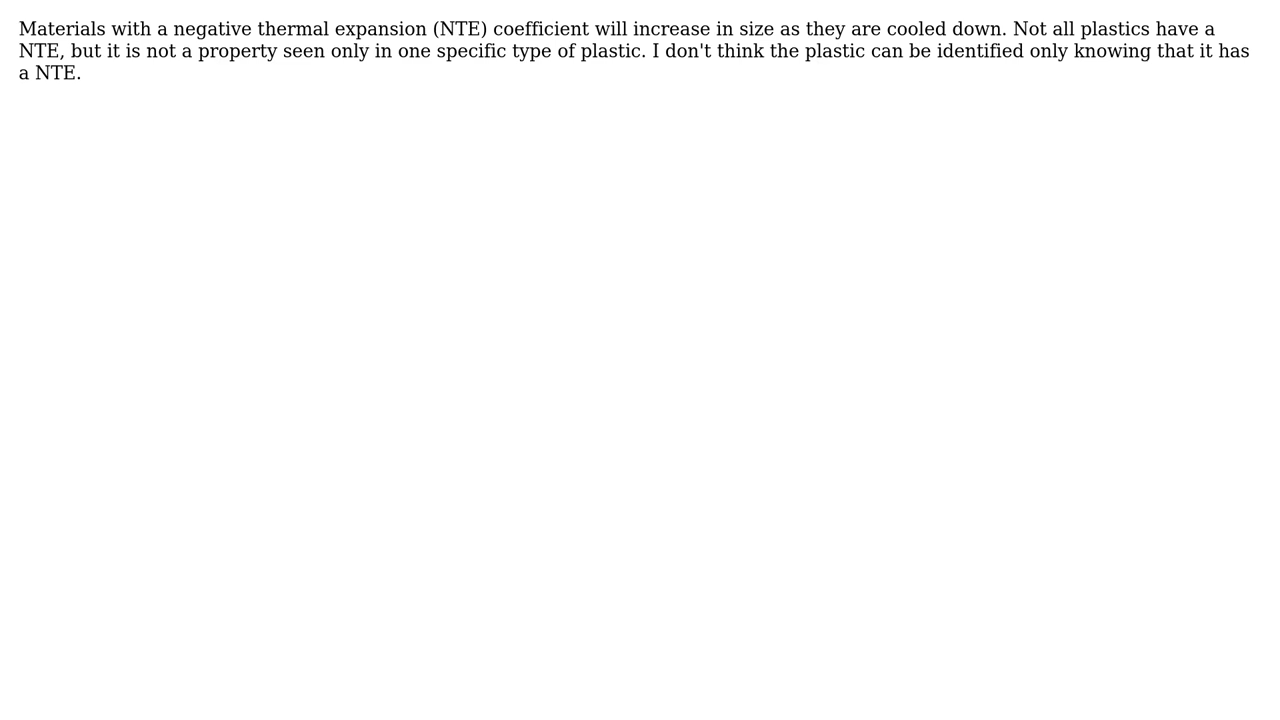 Materials with a negative thermal expansion (NTE) coefficient will increase in size as they are cooled down. Not all plastics have a
NTE, but it is not a property seen only in one specific type of plastic. I don't think the plastic can be identified only knowing that it has
a NTE.